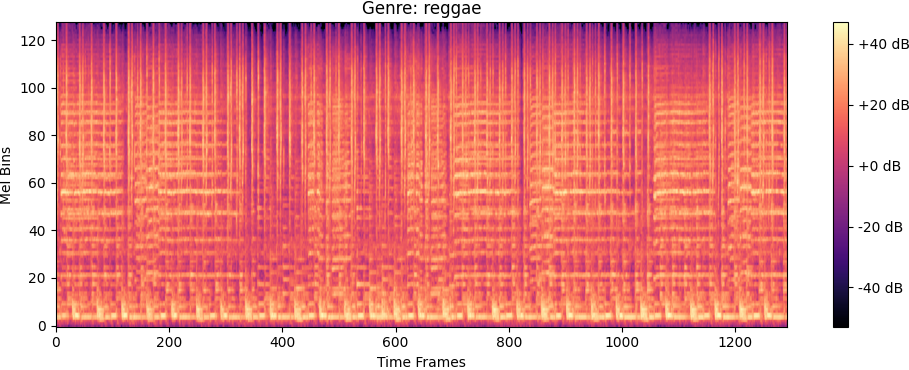 Genre: reggae
120
100
80
60
40
20
0
Mel Bins
0 200 400 600 800 1000 1200
Time Frames
+40 dB
+20 dB
+0 dB
-20 dB
-40 dB